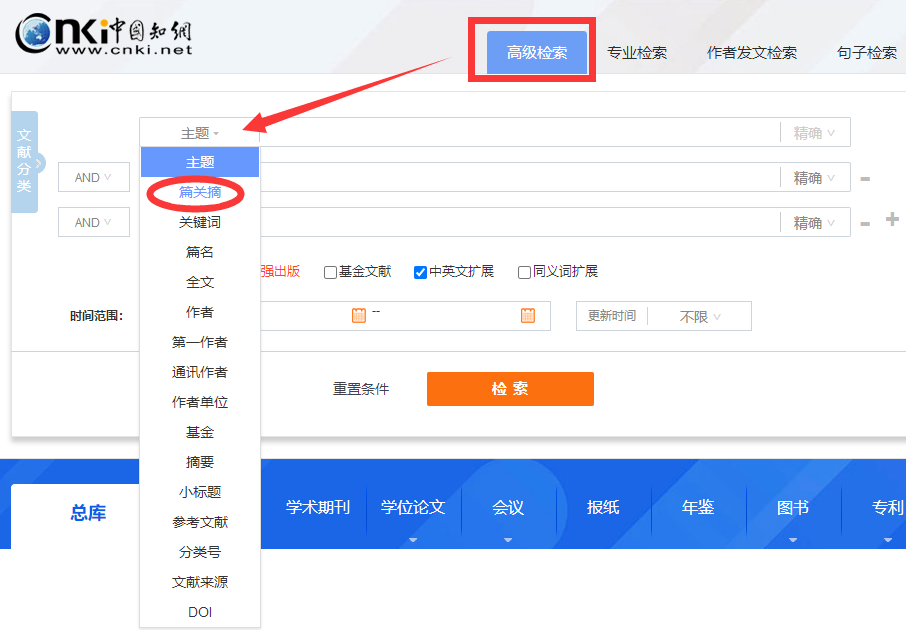 cnki中国知网
www.cnki.net
高级检索 专业检索 作者发文检索 句子检索
文献分类
主题 精确
主题
AND 精确
篇关摘
AND 关键词 精确
篇名
强出版 基金文献 中英文扩展 同义词扩展
全文
时间范围: -- 更新时间 不限
作者
第一作者
通讯作者
重置条件 检索
作者单位
基金
摘要
小标题
总库 学术期刊 学位论文 会议 报纸 年鉴 图书 专利
参考文献
分类号
文献来源
DOI